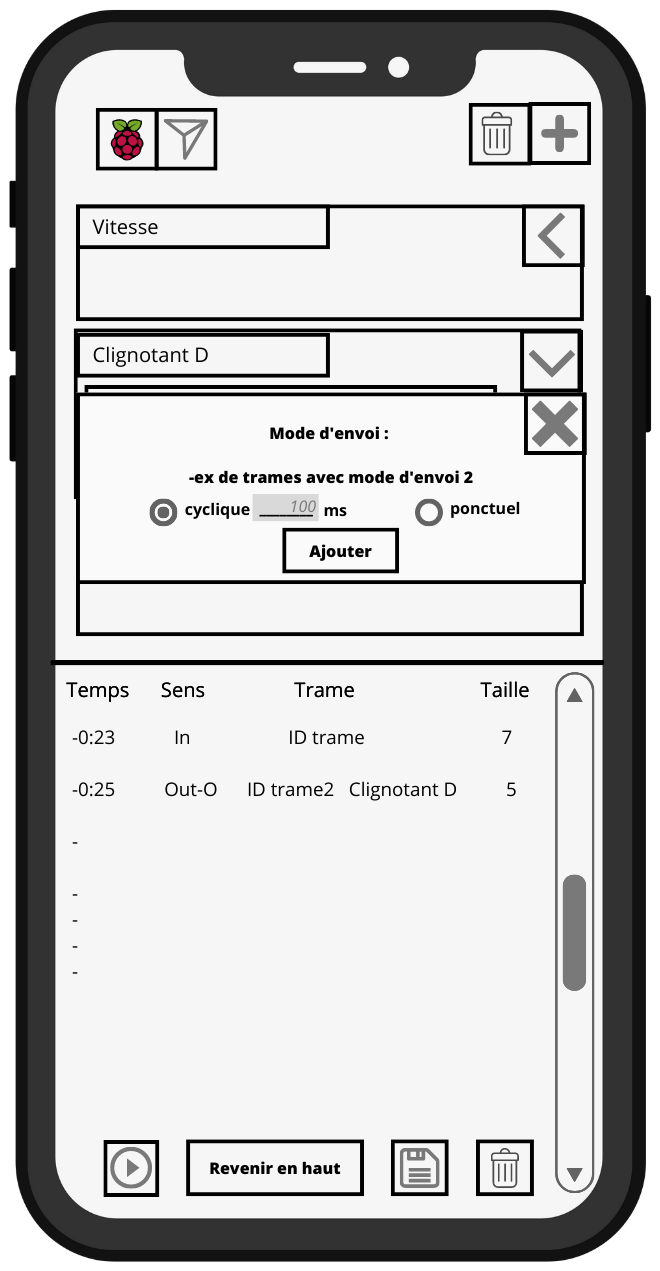 Vitesse
Clignotant D
Mode d'envoi :
-ex de trames avec mode d'envoi 2
cyclique 100 ms ponctuel
Ajouter
Temps Sens Trame Taille
-0:23 In ID trame 7
-0:25 Out-O ID trame2 Clignotant D 5
-
-
-
-
-
Revenir en haut